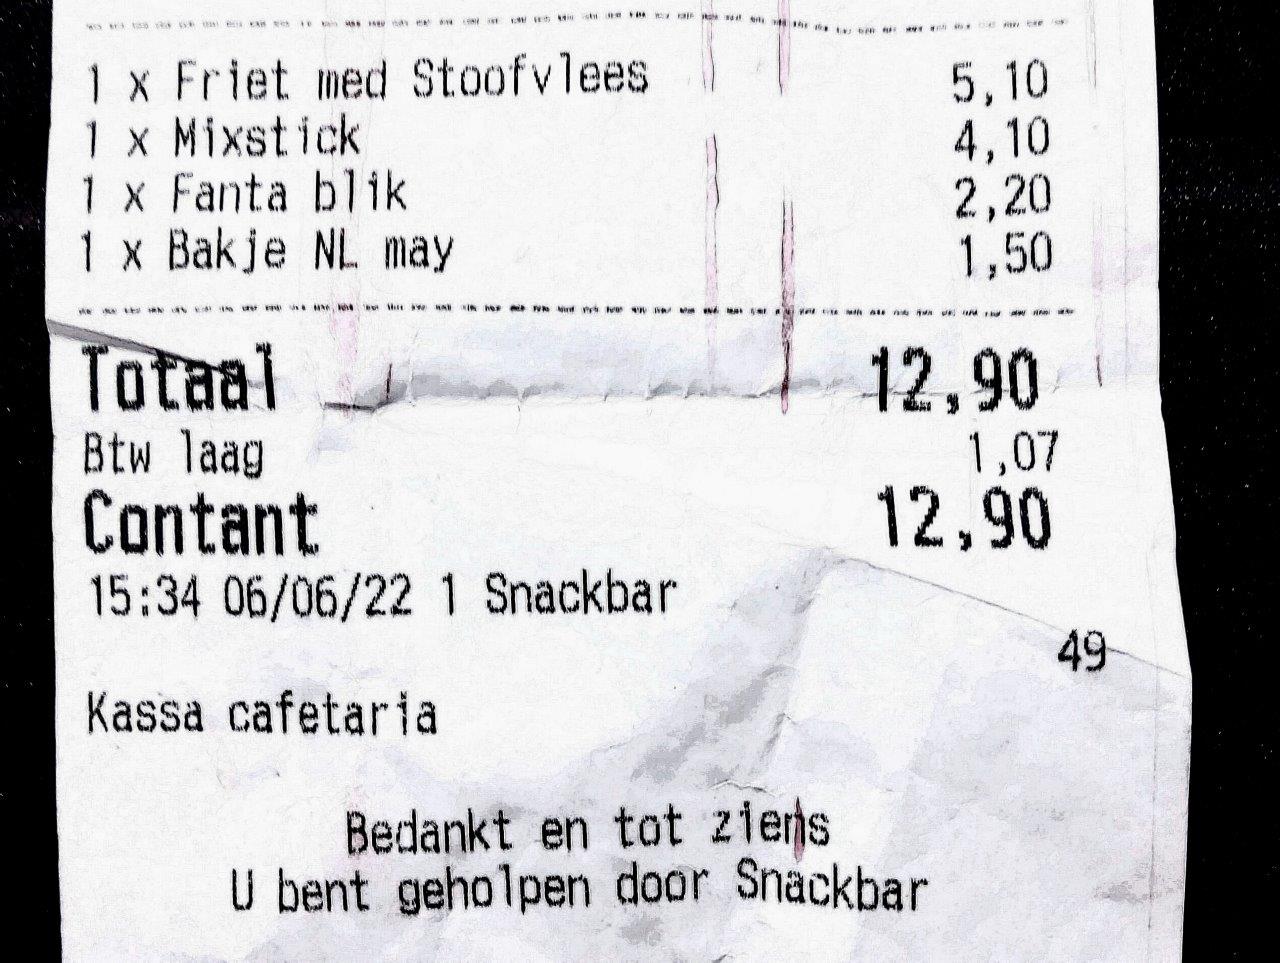 1 x Friet med Stoofvlees 5,10
1 x Mixstick 4,10
1 x Fanta blik 2,20
1 x Bakje NL may 1,50
Totaal 12,90
Btw laag 1,07
Contant 12,90
15:34 06/06/22 1 Snackbar
49
Kassa cafetaria
Bedankt en tot ziens
U bent geholpen door Snackbar